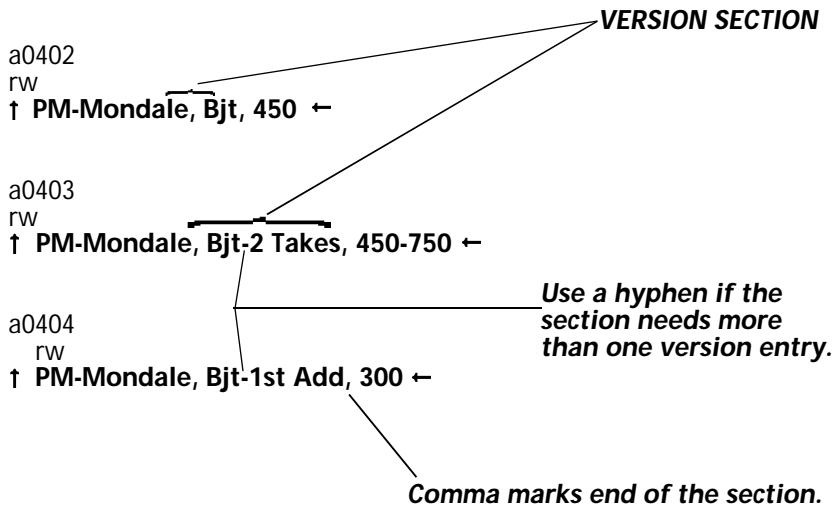 VERSION SECTION
a0402
rw
↑ PM-Mondale, Bjt, 450 ←
a0403
rw
↑ PM-Mondale, Bjt-2 Takes, 450-750 ←
Use a hyphen if the
section needs more
than one version entry.
a0404
rw
↑ PM-Mondale, Bjt-1st Add, 300 ←
Comma marks end of the section.